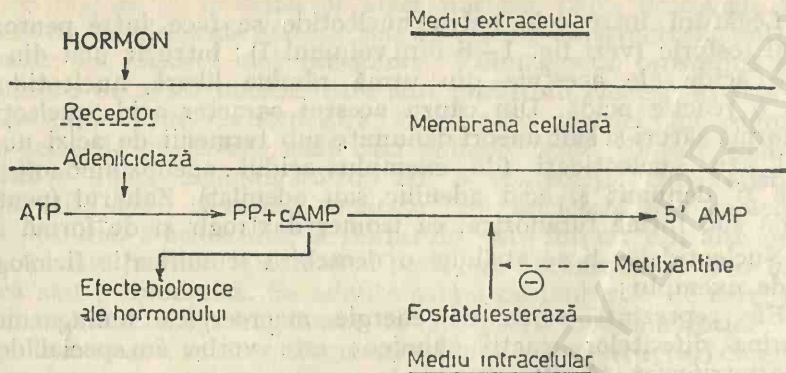 Mediu extracelular
HORMON
Receptor
Membrana celulară
Adenilciclază
ATP PP+cAMP 5' AMP
Metilxantine
⊖
Efecte biologice
ale hormonului
Fosfatdiesterază
Mediu intracelular